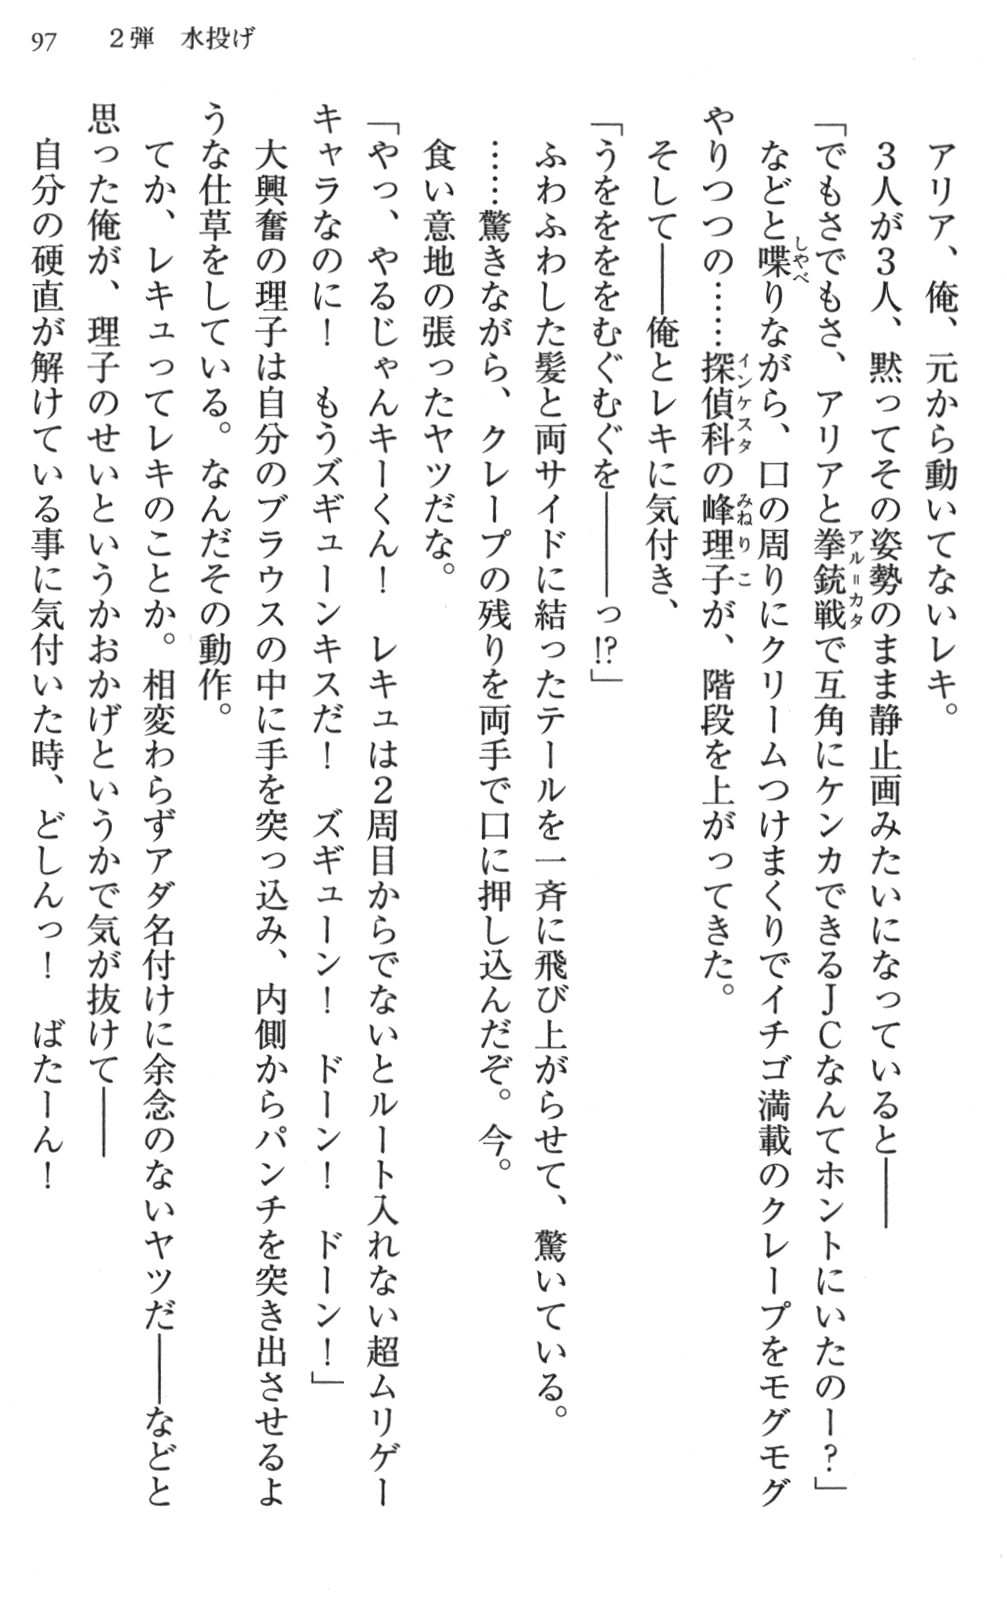 97　2弾　水投げ
アリア、俺、元から動いてないレキ。
3人が3人、黙ってその姿勢のまま静止画みたいになっていると――
「でもさでもさ、アリアと拳銃戦で互角にケンカできるJCなんてホントにいたのー?」
アル＝カタ
などと喋りながら、口の周りにクリームつけまくりでイチゴ満載のクレープをモグモグ
しゃべ
やりつつの……探偵科の峰理子が、階段を上がってきた。
インケスタ　みねりこ
そして――俺とレキに気付き、
「うををををむぐむぐを――――っ!?」
ふわふわした髪と両サイドに結ったテールを一斉に飛び上がらせて、驚いている。
……驚きながら、クレープの残りを両手で口に押し込んだぞ。今。
食い意地の張ったヤツだな。
「やっ、やるじゃんキーくん!　レキュは2周目からでないとルート入れない超ムリゲー
キャラなのに!　もうズギューンキスだ!　ズギューン!　ドーン!　ドーン!」
大興奮の理子は自分のブラウスの中に手を突っ込み、内側からパンチを突き出させるよ
うな仕草をしている。なんだその動作。
てか、レキュってレキのことか。相変わらずアダ名付けに余念のないヤツだ――などと
思った俺が、理子のせいというかおかげというかで気が抜けて――
自分の硬直が解けている事に気付いた時、どしんっ!　ばたーん!